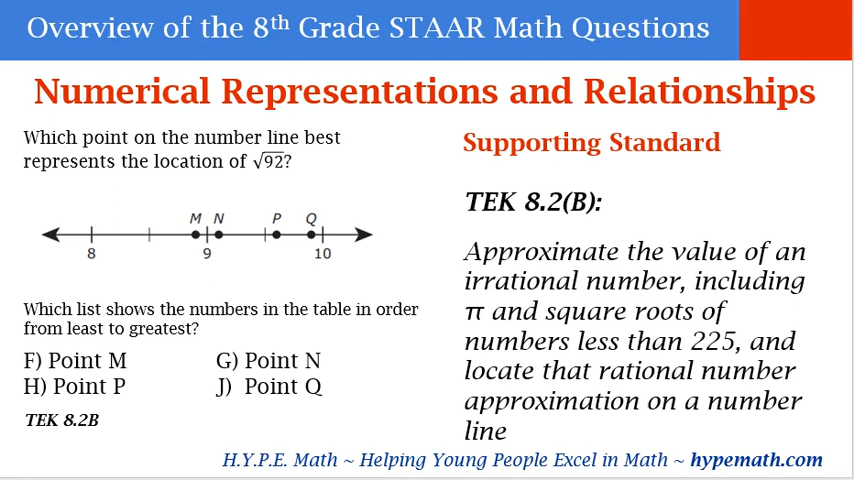 Overview of the 8th Grade STAAR Math Questions
Numerical Representations and Relationships
Which point on the number line best
represents the location of √92?
M N P Q
8 9 10
Which list shows the numbers in the table in order
from least to greatest?
F) Point M G) Point N
H) Point P J) Point Q
TEK 8.2B
Supporting Standard
TEK 8.2(B):
Approximate the value of an
irrational number, including
π and square roots of
numbers less than 225, and
locate that rational number
approximation on a number
line
H.Y.P.E. Math ~ Helping Young People Excel in Math ~ hypemath.com